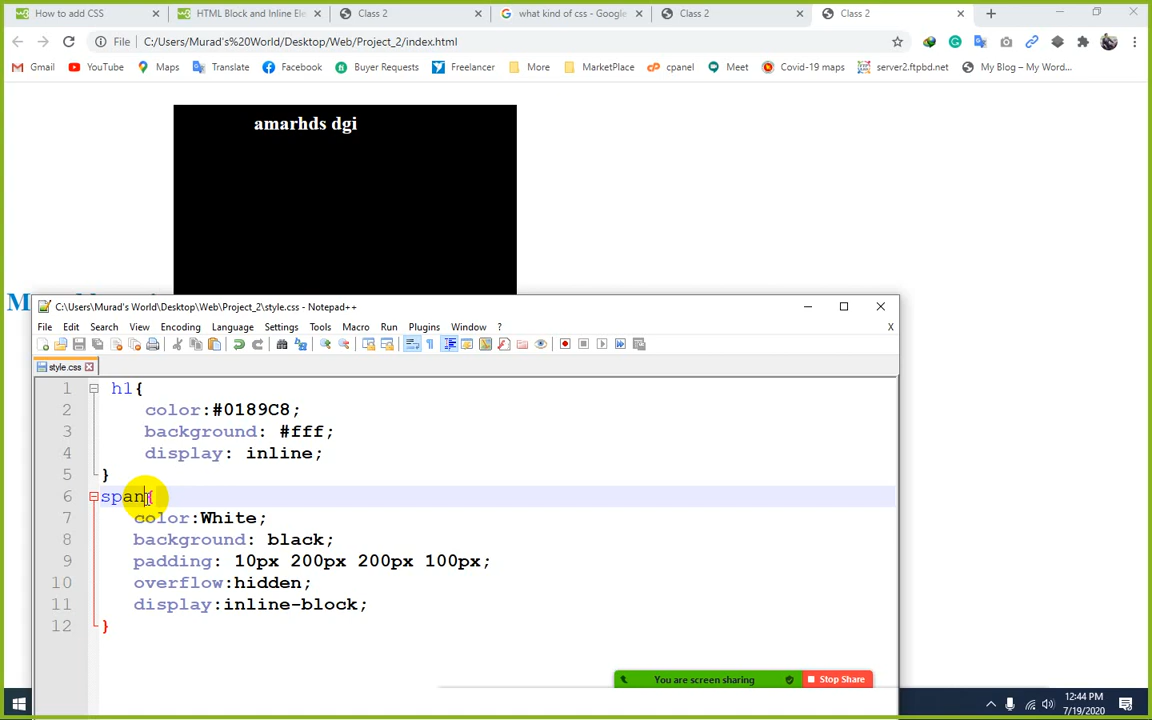 How to add CSS
HTML Block and Inline Ele
Class 2
what kind of css - Google
Class 2
Class 2
File
C:/Users/Murad's%20World/Desktop/Web/Project_2/index.html
Gmail
YouTube
Maps
Translate
Facebook
Buyer Requests
Freelancer
More
MarketPlace
cpanel
Meet
Covid-19 maps
server2.ftpbd.net
My Blog – My Word...
amarhds dgi
C:\Users\Murad's World\Desktop\Web\Project_2\style.css - Notepad++
File Edit Search View Encoding Language Settings Tools Macro Run Plugins Window ? X
style.css
1 h1{
2 color:#0189C8;
3 background: #fff;
4 display: inline;
5 }
6 span{
7 color:White;
8 background: black;
9 padding: 10px 200px 200px 100px;
10 overflow:hidden;
11 display:inline-block;
12 }
You are screen sharing
Stop Share
12:44 PM
7/19/2020